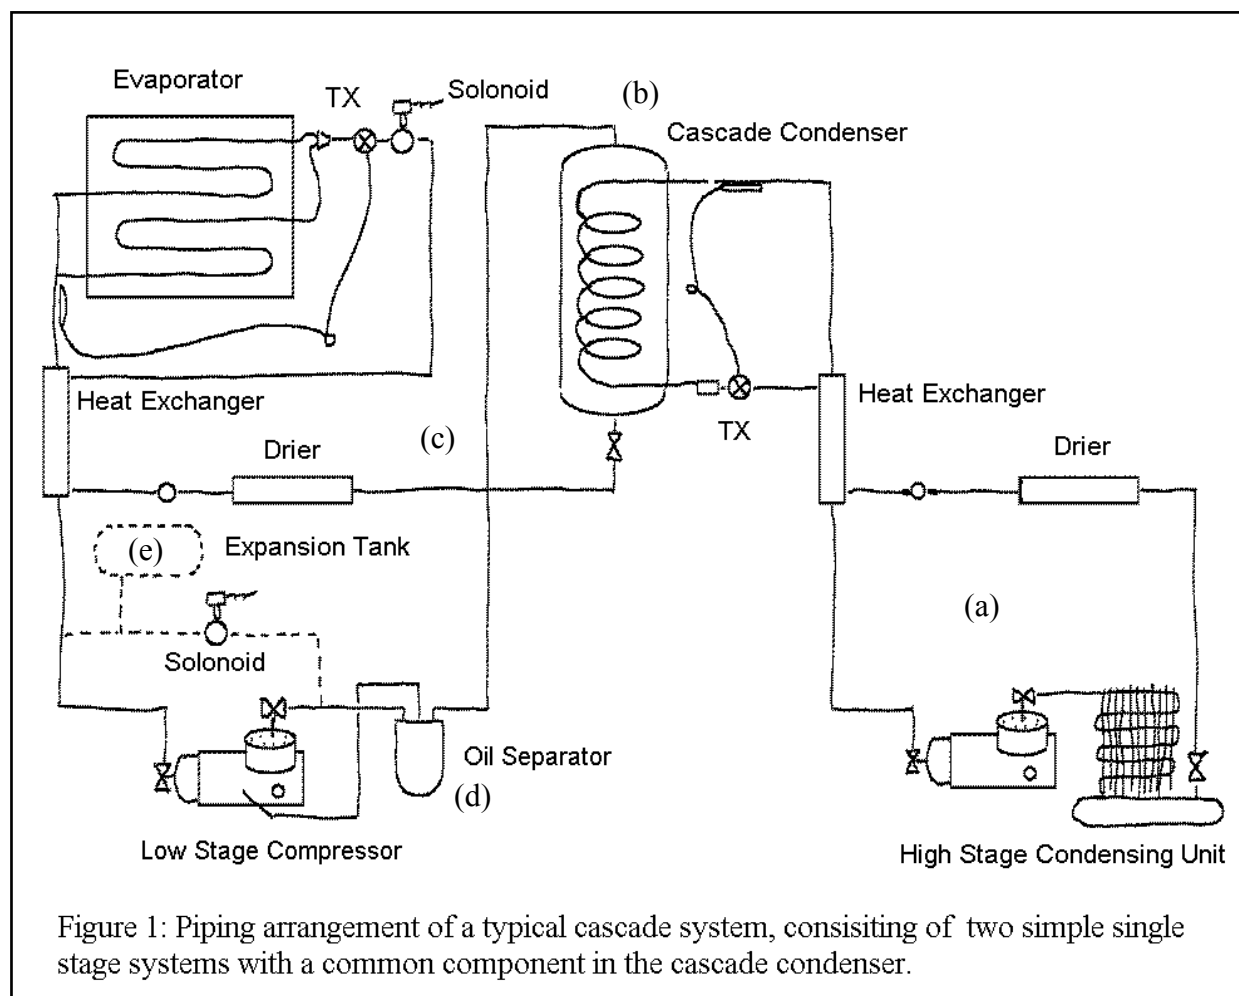 Evaporator
TX
Solonoid
(b)
Cascade Condenser
Heat Exchanger
Drier
(c)
TX
Heat Exchanger
Drier
(e)
Expansion Tank
Solonoid
(a)
Oil Separator
(d)
Low Stage Compressor
High Stage Condensing Unit
Figure 1: Piping arrangement of a typical cascade system, consisiting of two simple single
stage systems with a common component in the cascade condenser.